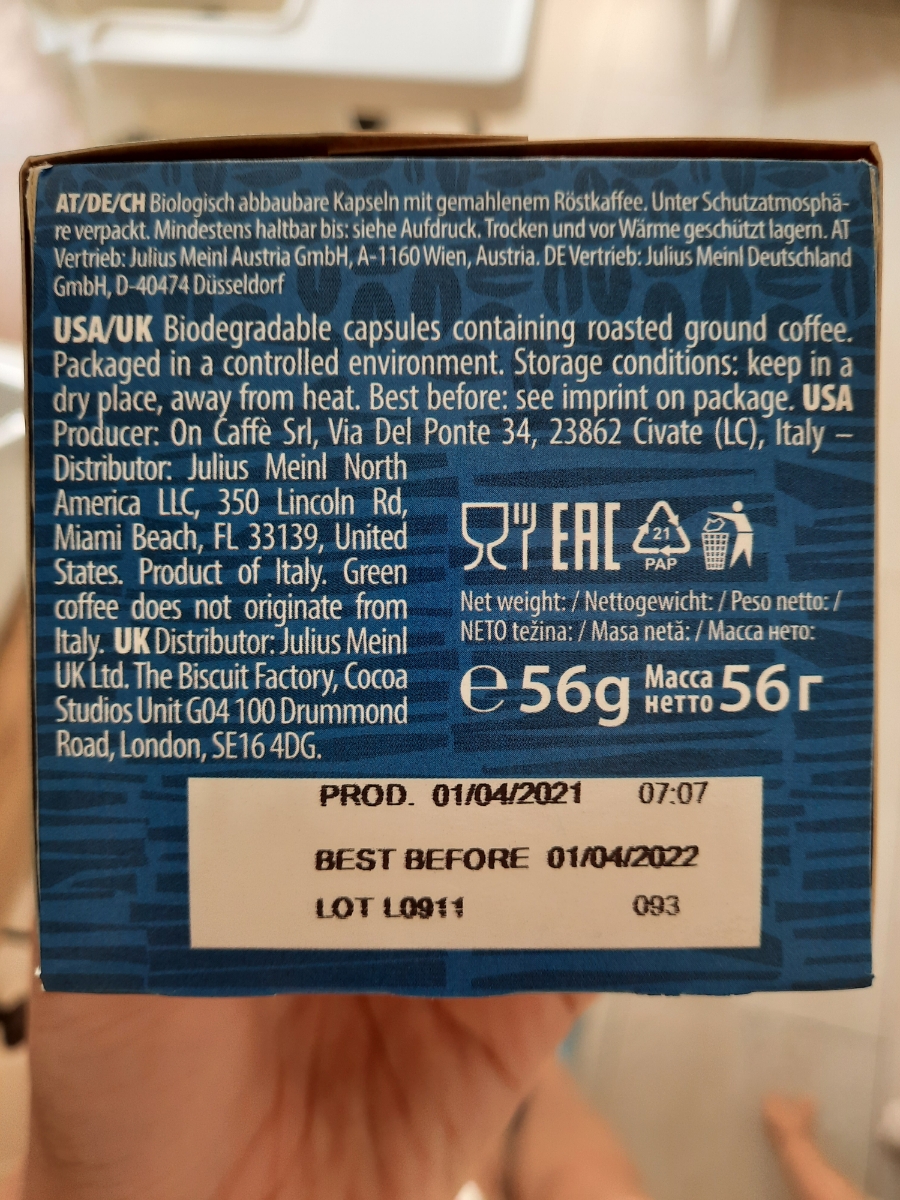 AT/DE/CH Biologisch abbaubare Kapseln mit gemahlenem Röstkaffee. Unter Schutzatmosphä-
re verpackt. Mindestens haltbar bis: siehe Aufdruck. Trocken und vor Wärme geschützt lagern. AT
Vertrieb: Julius Meinl Austria GmbH, A-1160 Wien, Austria. DE Vertrieb: Julius Meinl Deutschland
GmbH, D-40474 Düsseldorf
USA/UK Biodegradable capsules containing roasted ground coffee.
Packaged in a controlled environment. Storage conditions: keep in a
dry place, away from heat. Best before: see imprint on package. USA
Producer: On Caffè Srl, Via Del Ponte 34, 23862 Civate (LC), Italy –
Distributor: Julius Meinl North
America LLC, 350 Lincoln Rd,
Miami Beach, FL 33139, United
States. Product of Italy. Green
coffee does not originate from
Italy. UK Distributor: Julius Meinl
UK Ltd. The Biscuit Factory, Cocoa
Studios Unit G04 100 Drummond
Road, London, SE16 4DG.
EAC
21
PAP
Net weight: / Nettogewicht: / Peso netto: /
NETO težina: / Masa netă: / Масса нето:
℮ 56g Масса нетто 56г
PROD. 01/04/2021 07:07
BEST BEFORE 01/04/2022
LOT L0911 093